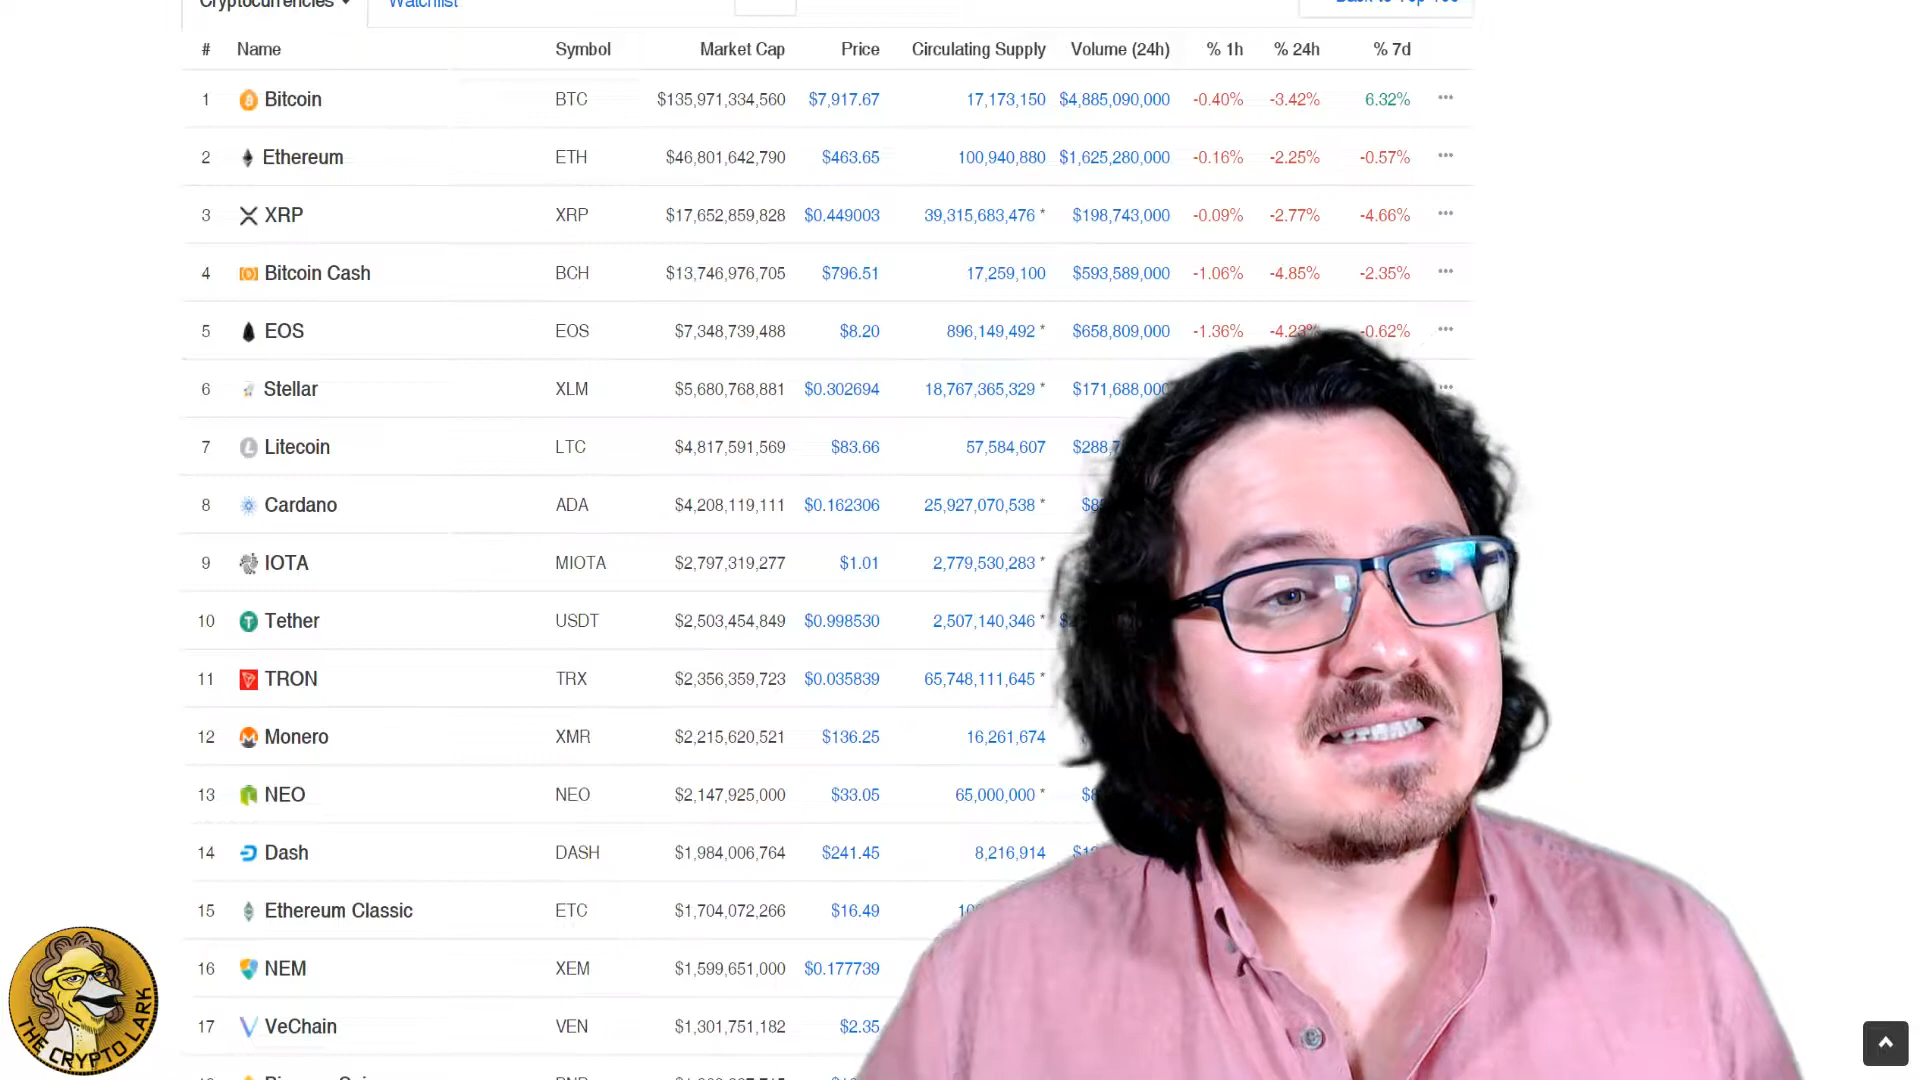 Cryptocurrencies Watchlist Back to Top 100
# Name Symbol Market Cap Price Circulating Supply Volume (24h) % 1h % 24h % 7d
1 Bitcoin BTC $135,971,334,560 $7,917.67 17,173,150 $4,885,090,000 -0.40% -3.42% 6.32%
2 Ethereum ETH $46,801,642,790 $463.65 100,940,880 $1,625,280,000 -0.16% -2.25% -0.57%
3 XRP XRP $17,652,859,828 $0.449003 39,315,683,476 * $198,743,000 -0.09% -2.77% -4.66%
4 Bitcoin Cash BCH $13,746,976,705 $796.51 17,259,100 $593,589,000 -1.06% -4.85% -2.35%
5 EOS EOS $7,348,739,488 $8.20 896,149,492 * $658,809,000 -1.36% -4.23% -0.62%
6 Stellar XLM $5,680,768,881 $0.302694 18,767,365,329 * $171,688,000
7 Litecoin LTC $4,817,591,569 $83.66 57,584,607
8 Cardano ADA $4,208,119,111 $0.162306 25,927,070,538 *
9 IOTA MIOTA $2,797,319,277 $1.01 2,779,530,283 *
10 Tether USDT $2,503,454,849 $0.998530 2,507,140,346 *
11 TRON TRX $2,356,359,723 $0.035839 65,748,111,645 *
12 Monero XMR $2,215,620,521 $136.25 16,261,674
13 NEO NEO $2,147,925,000 $33.05 65,000,000 *
14 Dash DASH $1,984,006,764 $241.45 8,216,914
15 Ethereum Classic ETC $1,704,072,266 $16.49
16 NEM XEM $1,599,651,000 $0.177739
17 VeChain VEN $1,301,751,182 $2.35
THE CRYPTO LARK